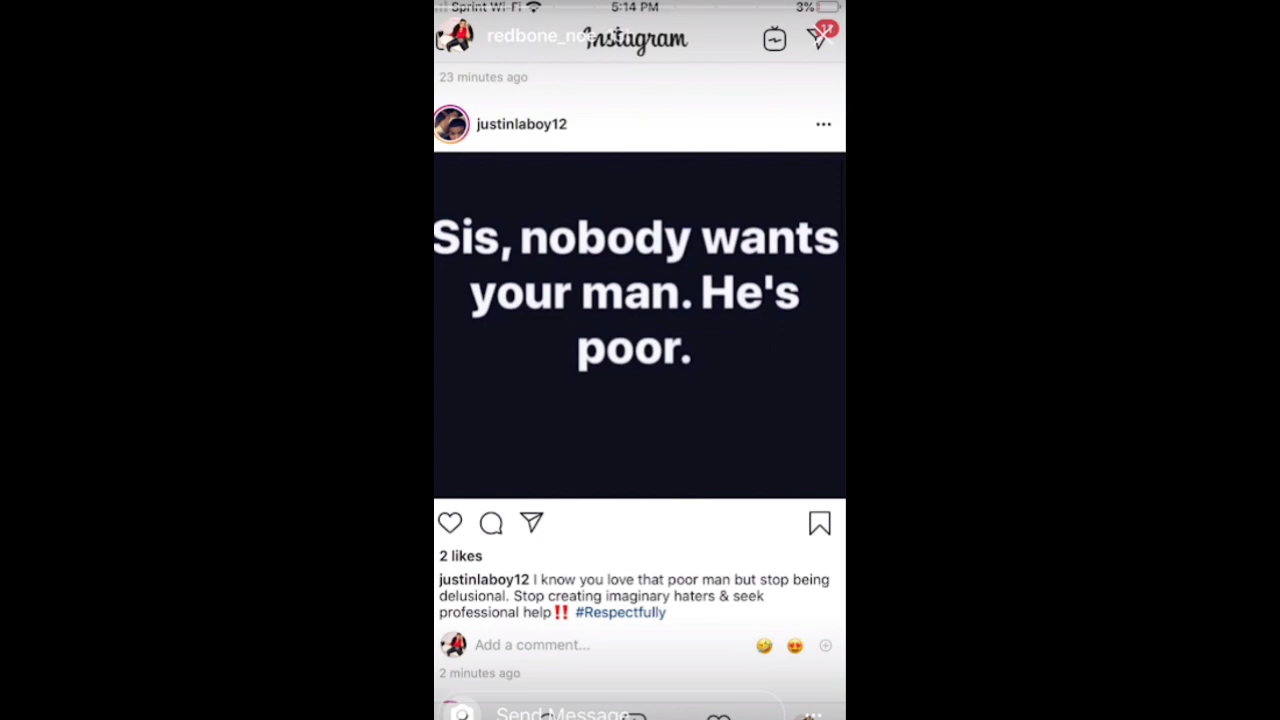 Sprint Wi-Fi 5:14 PM 3%
redbone_no Instagram
23 minutes ago
justinlaboy12
Sis, nobody wants
your man. He's
poor.
2 likes
justinlaboy12 I know you love that poor man but stop being
delusional. Stop creating imaginary haters & seek
professional help‼️ #Respectfully
Add a comment...
2 minutes ago
Send Message